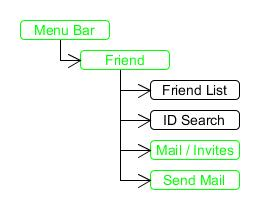 Menu Bar
Friend
Friend List
ID Search
Mail / Invites
Send Mail